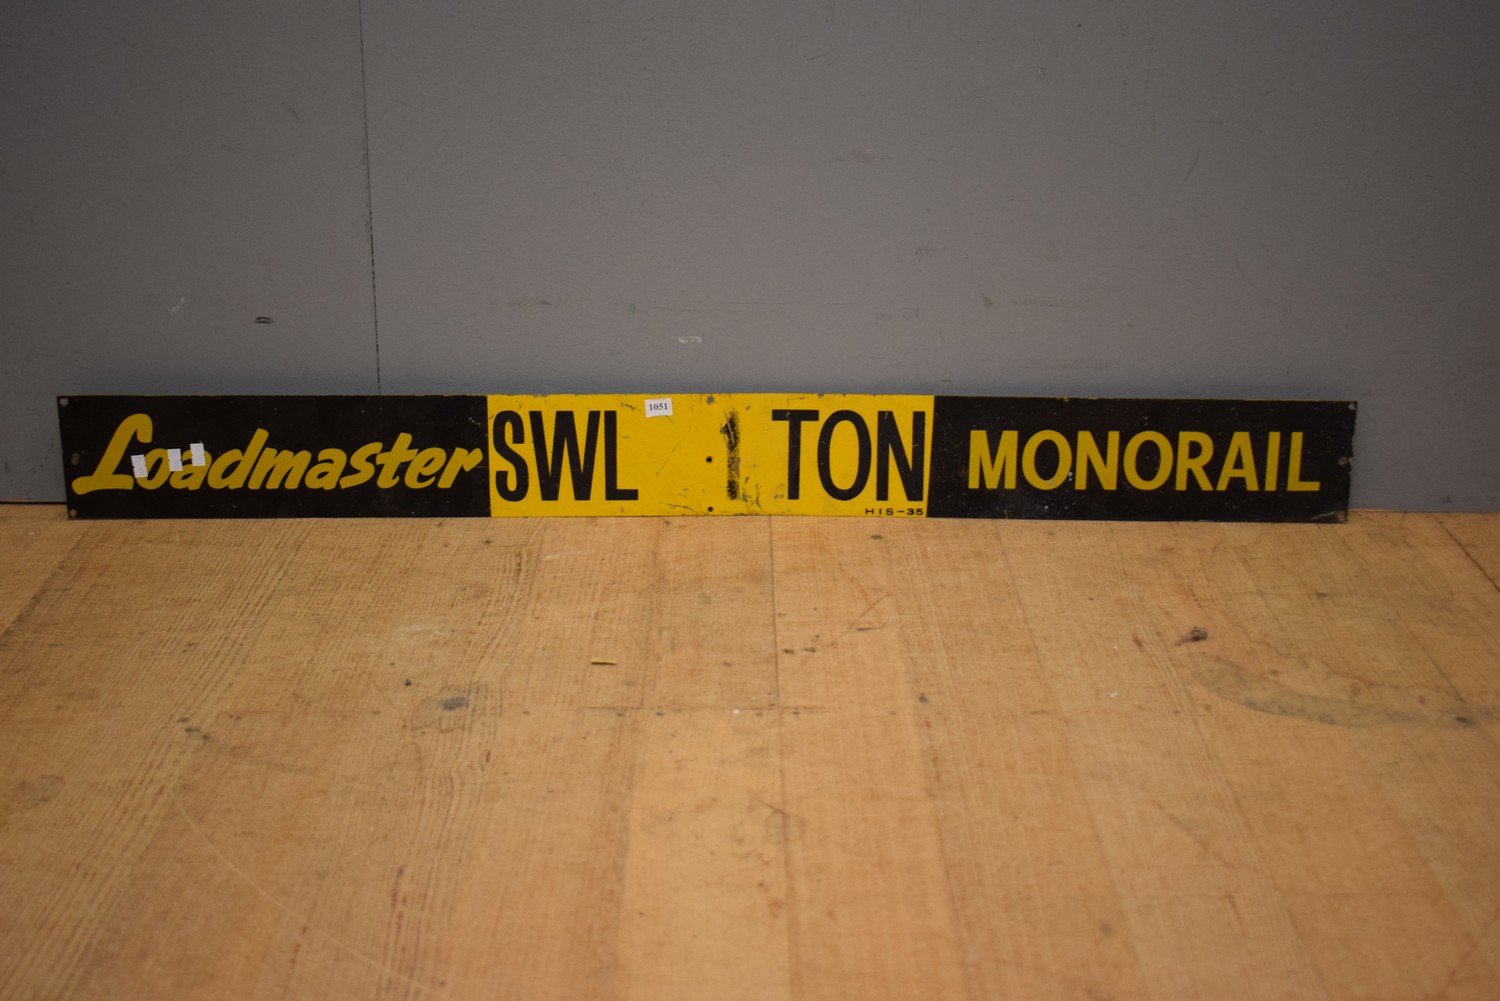 Loadmaster SWL 1 TON MONORAIL
1051
HIS-35